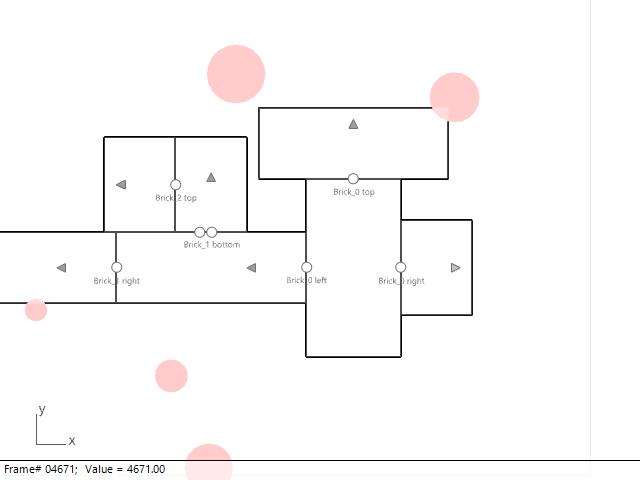 Brick_0 top
Brick_2 top
Brick_1 bottom
Brick_1 right
Brick_0 left
Brick_0 right
y
x
Frame# 04671; Value = 4671.00